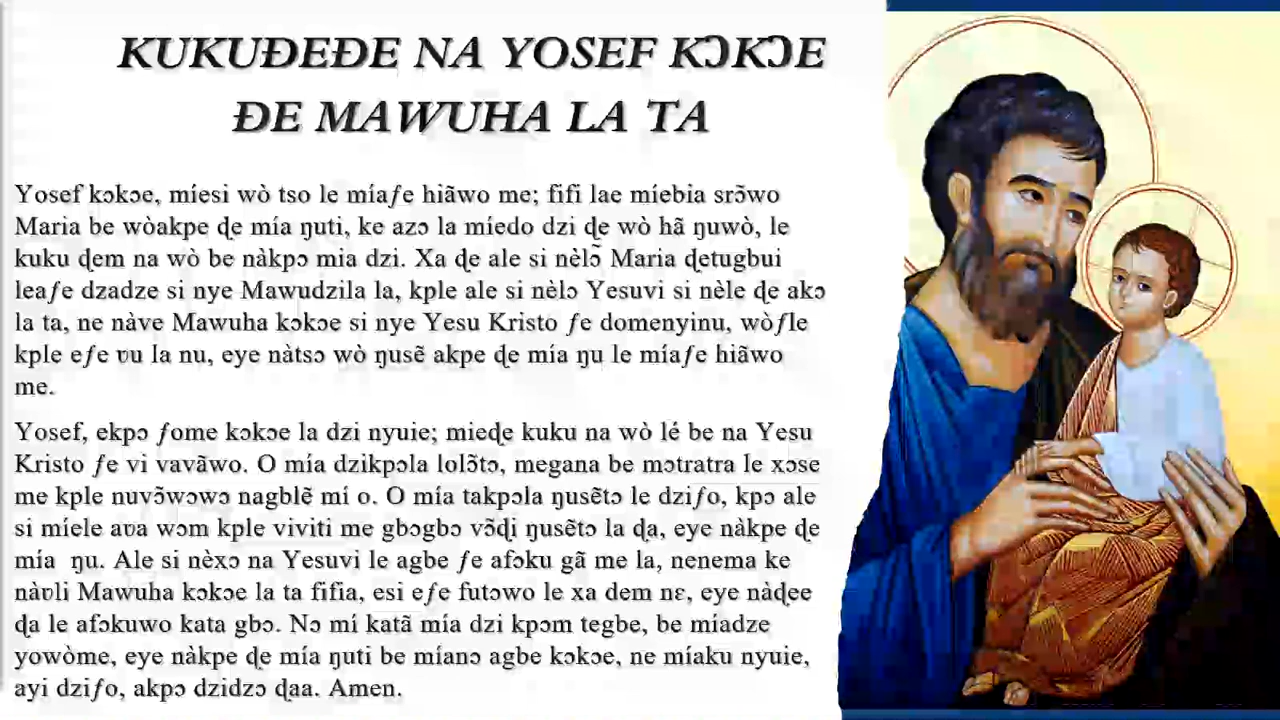 KUKUƉEƉE NA YOSEF KƆKƆE
ƉE MAWUHA LA TA
Yosef kɔkɔe, míesi wò tso le míaƒe hiãwo me; fifi lae míebia srɔ̃wo
Maria be wòakpe ɖe mía ŋuti, ke azɔ la míedo dzi ɖe wò hã ŋuwò, le
kuku ɖem na wò be nàkpɔ mia dzi. Xa ɖe ale si nèlɔ̃ Maria ɖetugbui
leaƒe dzadze si nye Mawudzila la, kple ale si nèlɔ Yesuvi si nèle ɖe akɔ
la ta, ne nàve Mawuha kɔkɔe si nye Yesu Kristo ƒe domenyinu, wòƒle
kple eƒe ʋu la nu, eye nàtsɔ wò ŋusẽ akpe ɖe mía ŋu le míaƒe hiãwo
me.
Yosef, ekpɔ ƒome kɔkɔe la dzi nyuie; mieɖe kuku na wò lé be na Yesu
Kristo ƒe vi vavãwo. O mía dzikpɔla lolɔ̃tɔ, megana be mɔtratra le xɔse
me kple nuvɔ̃wɔwɔ nagblẽ mí o. O mía takpɔla ŋusẽtɔ le dziƒo, kpɔ ale
si míele aʋa wɔm kple viviti me gbɔgbɔ vɔ̃ɖi ŋusẽtɔ la ɖa, eye nàkpe ɖe
mía ŋu. Ale si nèxɔ na Yesuvi le agbe ƒe afɔku gã me la, nenema ke
nàʋli Mawuha kɔkɔe la ta fifia, esi eƒe futɔwo le xa dem nɛ, eye nàɖee
ɖa le afɔkuwo kata gbɔ. Nɔ mí katã mía dzi kpɔm tegbe, be míadze
yowòme, eye nàkpe ɖe mía ŋuti be míanɔ agbe kɔkɔe, ne míaku nyuie,
ayi dziƒo, akpɔ dzidzɔ ɖaa. Amen.